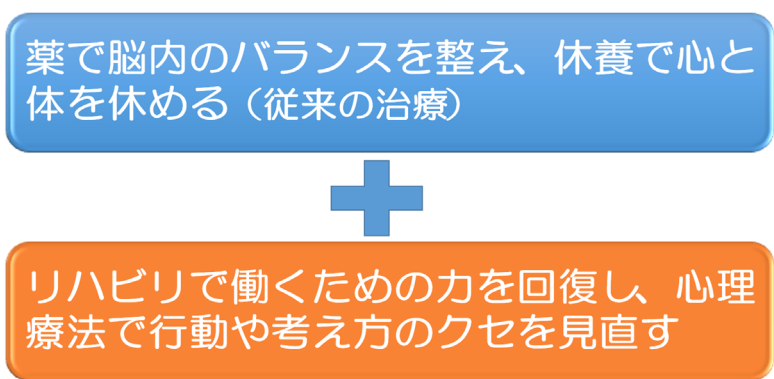 薬で脳内のバランスを整え、休養で心と
体を休める（従来の治療）
リハビリで働くための力を回復し、心理
療法で行動や考え方のクセを見直す